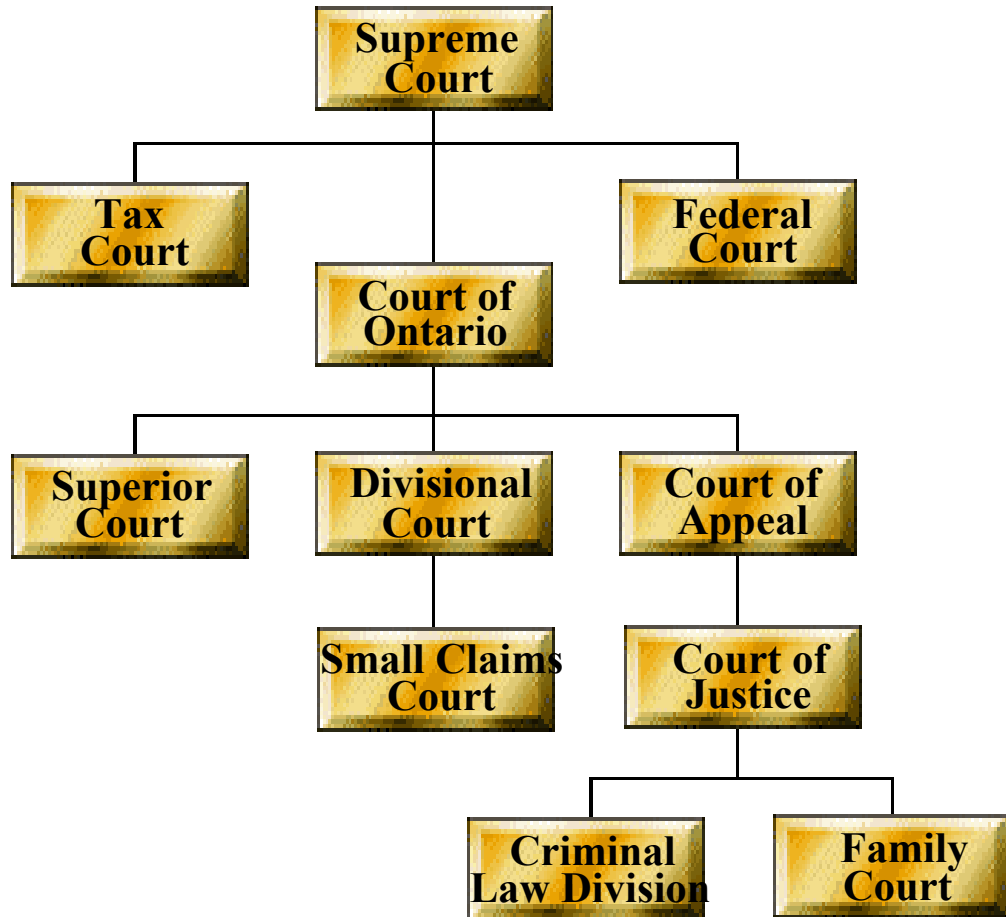 Supreme
Court
Tax
Court
Federal
Court
Court of
Ontario
Superior
Court
Divisional
Court
Court of
Appeal
Small Claims
Court
Court of
Justice
Criminal
Law Division
Family
Court